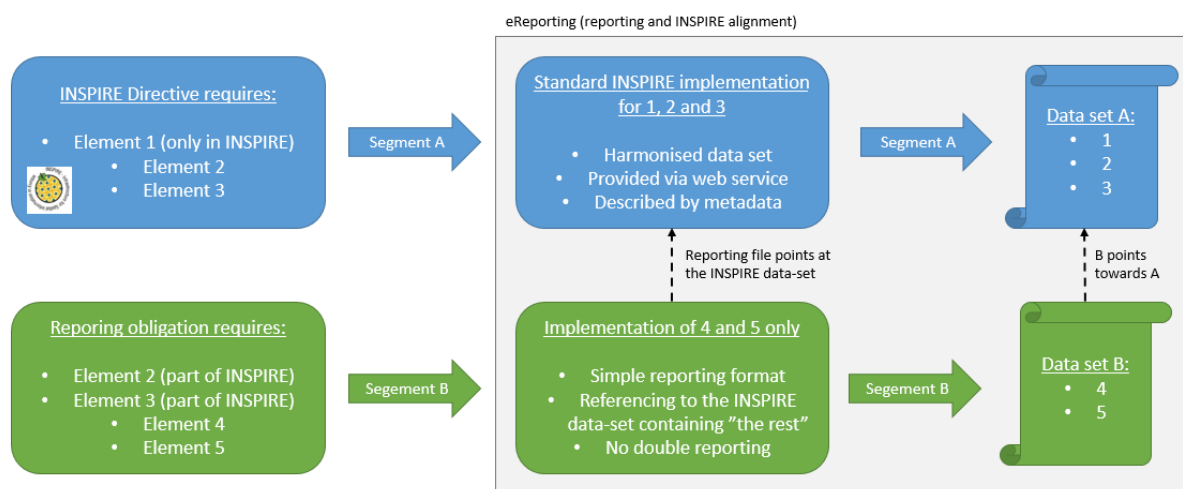 eReporting (reporting and INSPIRE alignment)
INSPIRE Directive requires:
• Element 1 (only in INSPIRE)
• Element 2
• Element 3
Segment A
Standard INSPIRE implementation
for 1, 2 and 3
• Harmonised data set
• Provided via web service
• Described by metadata
Segment A
Data set A:
• 1
• 2
• 3
Reporting file points at
the INSPIRE data-set
B points
towards A
Reporing obligation requires:
• Element 2 (part of INSPIRE)
• Element 3 (part of INSPIRE)
• Element 4
• Element 5
Segement B
Implementation of 4 and 5 only
• Simple reporting format
• Referencing to the INSPIRE
data-set containing ”the rest”
• No double reporting
Segement B
Data set B:
• 4
• 5